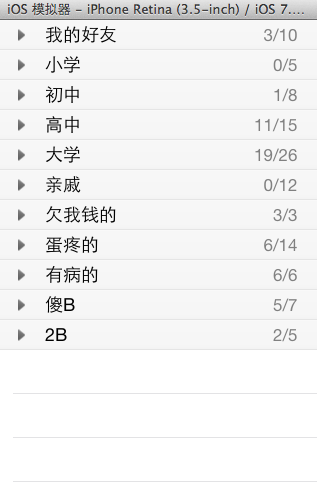 iOS 模拟器 – iPhone Retina (3.5-inch) / iOS 7....
我的好友 3/10
小学 0/5
初中 1/8
高中 11/15
大学 19/26
亲戚 0/12
欠我钱的 3/3
蛋疼的 6/14
有病的 6/6
傻B 5/7
2B 2/5